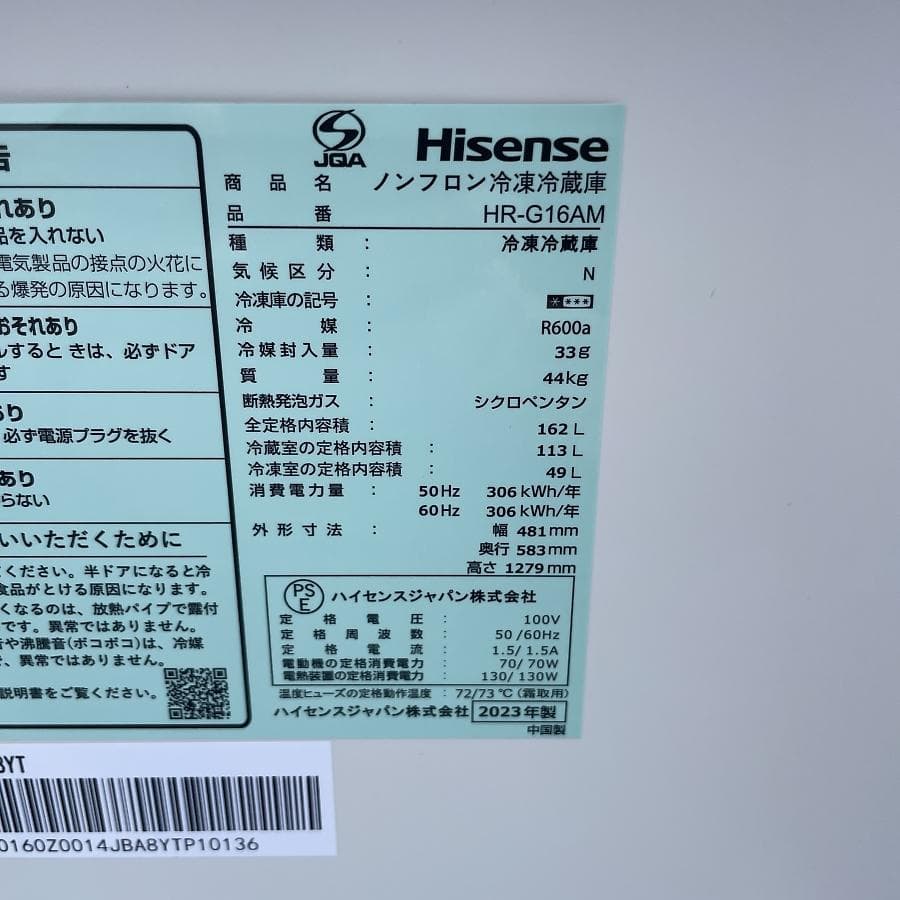 告
れあり
品を入れない
電気製品の接点の火花に
る爆発の原因になります。
おそれあり
するときは、必ずドア
す
あり
必ず電源プラグを抜く
あり
らない
いいただくために
ください。半ドアになると冷
食品がとける原因になります。
くなるのは、放熱パイプで露付
です。異常ではありません。
音や沸騰音(ボコボコ)は、冷媒
で、異常ではありません。
説明書をご覧ください。
JQA Hisense
商品名 ノンフロン冷凍冷蔵庫
品番 HR-G16AM
種類 : 冷凍冷蔵庫
気候区分 : N
冷凍庫の記号 : * ***
冷媒 : R600a
冷媒封入量 : 33g
質量 : 44kg
断熱発泡ガス : シクロペンタン
全定格内容積 : 162 L
冷蔵室の定格内容積 : 113 L
冷凍室の定格内容積 : 49 L
消費電力量 : 50Hz 306 kWh/年
60Hz 306 kWh/年
外形寸法 : 幅 481mm
奥行 583mm
高さ 1279mm
PSE ハイセンスジャパン株式会社
定格電圧 : 100V
定格周波数 : 50/60Hz
定格電流 : 1.5/1.5A
電動機の定格消費電力 : 70/70W
電熱装置の定格消費電力 : 130/130W
温度ヒューズの定格動作温度 : 72/73℃(霜取用)
ハイセンスジャパン株式会社 2023年製
中国製
8YT
0160Z0014JBA8YTP10136